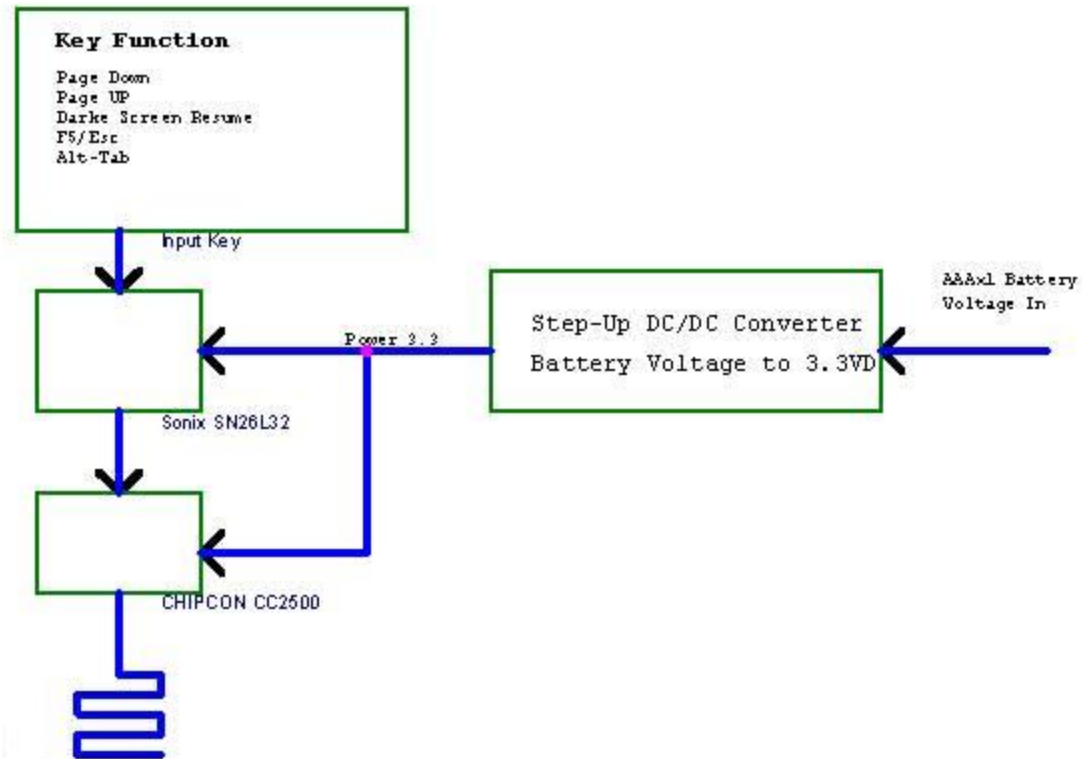 Key Function
Page Down
Page UP
Darke Screen Resume
F5/Esc
Alt-Tab
Input Key
AAAx1 Battery
Voltage In
Step-Up DC/DC Converter
Battery Voltage to 3.3VD
Power 3.3
Sonix SN26L32
CHIPCON CC2500